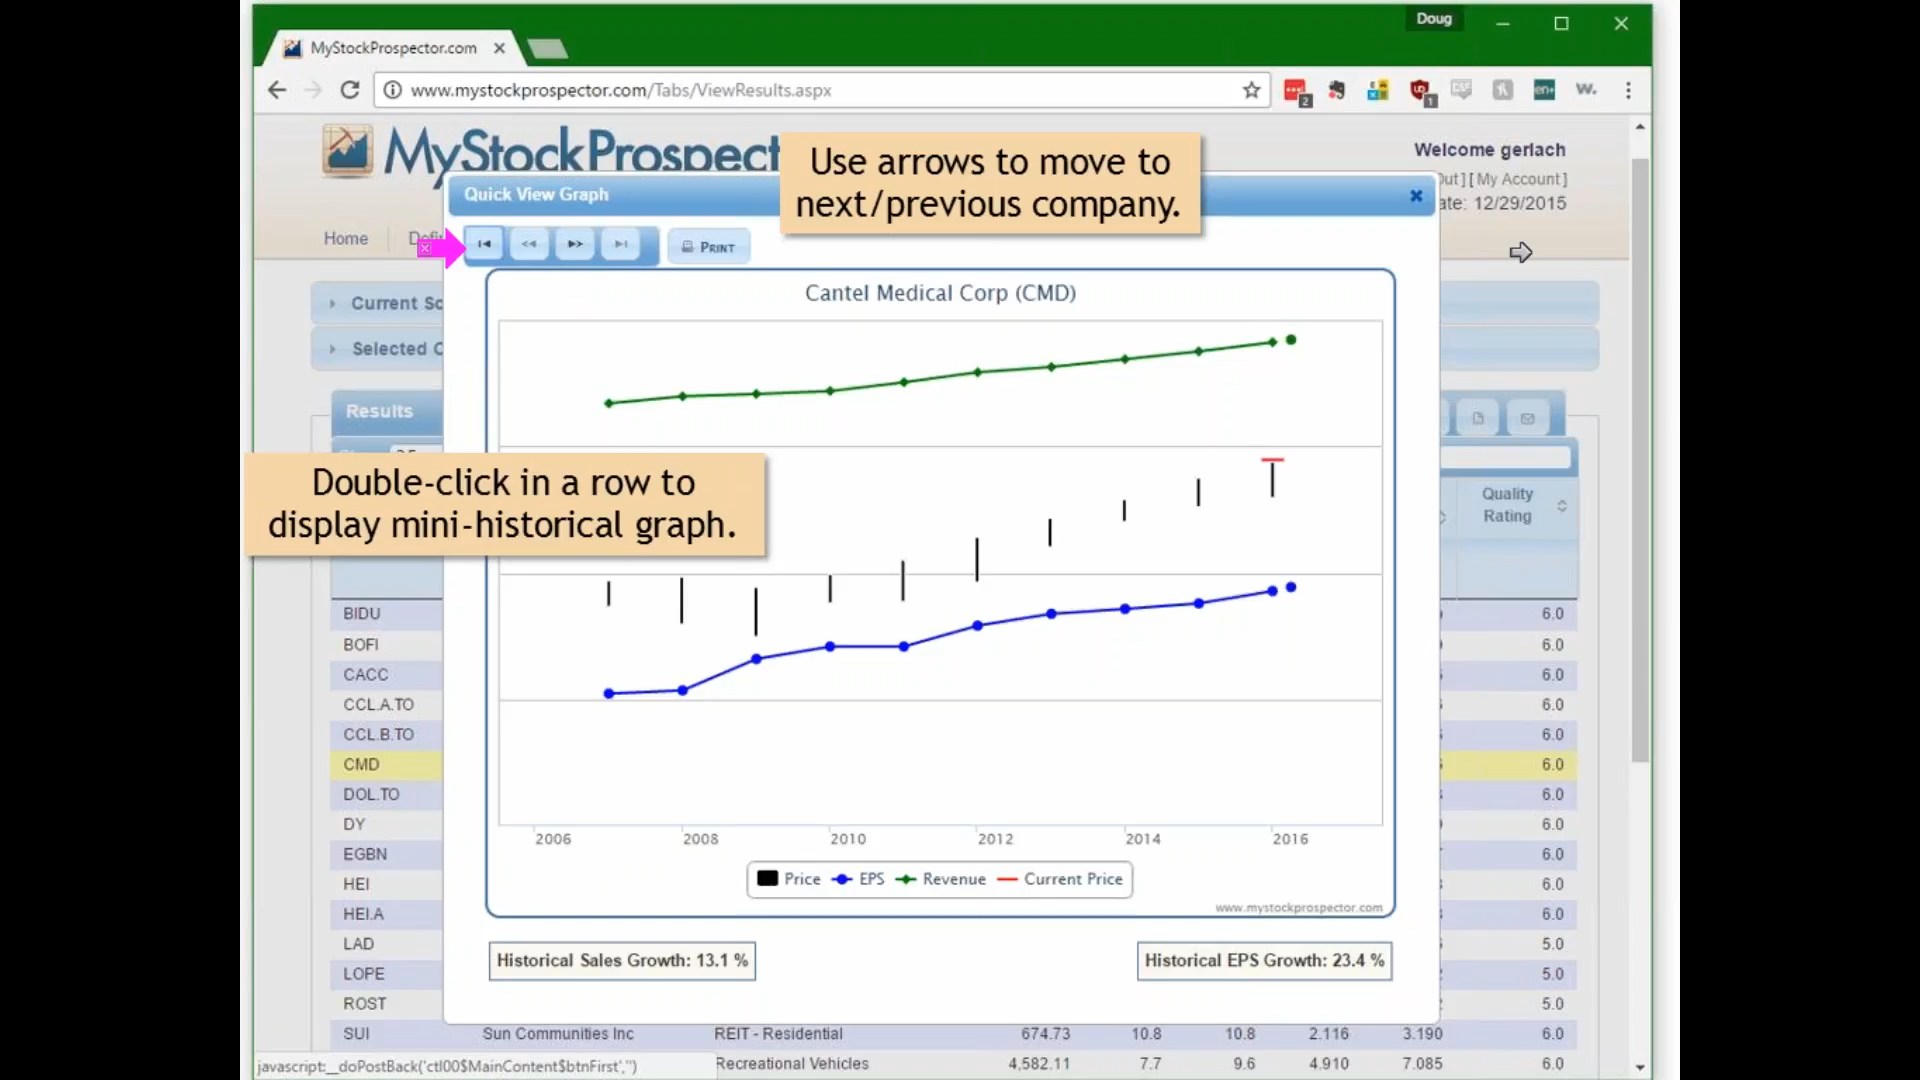 Doug
MyStockProspector.com
www.mystockprospector.com/Tabs/ViewResults.aspx
2
1
en+
w.
MyStockProspect
Welcome gerlach
Out] [ My Account]
ate: 12/29/2015
Use arrows to move to
next/previous company.
Quick View Graph
Home
PRINT
Cantel Medical Corp (CMD)
Current Sc
Selected C
Results
Double-click in a row to
display mini-historical graph.
Quality
Rating
BIDU 6.0
BOFI 6.0
CACC 6.0
CCL.A.TO 6.0
CCL.B.TO 6.0
CMD 6.0
DOL.TO 6.0
DY 6.0
EGBN 6.0
HEI 6.0
HEI.A 6.0
LAD 5.0
LOPE 5.0
ROST 5.0
2006 2008 2010 2012 2014 2016
Price EPS Revenue Current Price
www.mystockprospector.com
Historical Sales Growth: 13.1 %
Historical EPS Growth: 23.4 %
SUI Sun Communities Inc REIT - Residential 674.73 10.8 10.8 2.116 3.190 6.0
Recreational Vehicles 4,582.11 7.7 9.6 4.910 7.085 6.0
javascript:__doPostBack('ctl00$MainContent$btnFirst','')